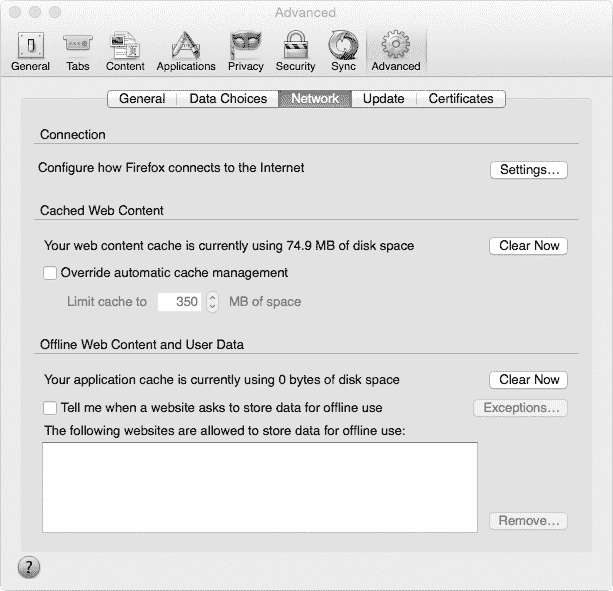 Advanced
General Tabs Content Applications Privacy Security Sync Advanced
General Data Choices Network Update Certificates
Connection
Configure how Firefox connects to the Internet Settings...
Cached Web Content
Your web content cache is currently using 74.9 MB of disk space Clear Now
Override automatic cache management
Limit cache to 350 MB of space
Offline Web Content and User Data
Your application cache is currently using 0 bytes of disk space Clear Now
Tell me when a website asks to store data for offline use Exceptions...
The following websites are allowed to store data for offline use:
Remove...
?